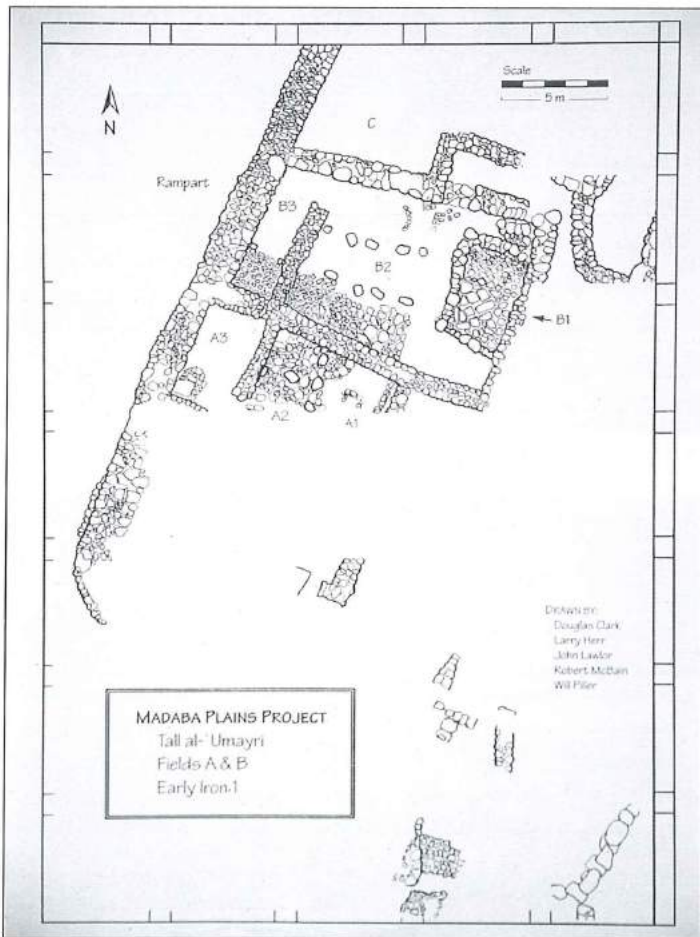 Scale
5 m
N
C
Rampart
B3
B2
B1
A3
A2
A1
DRAWN BY:
Douglas Clark
Larry Herr
John Lawlor
Robert McBain
Will Piller
MADABA PLAINS PROJECT
Tall al-ʿUmayri
Fields A & B
Early Iron 1